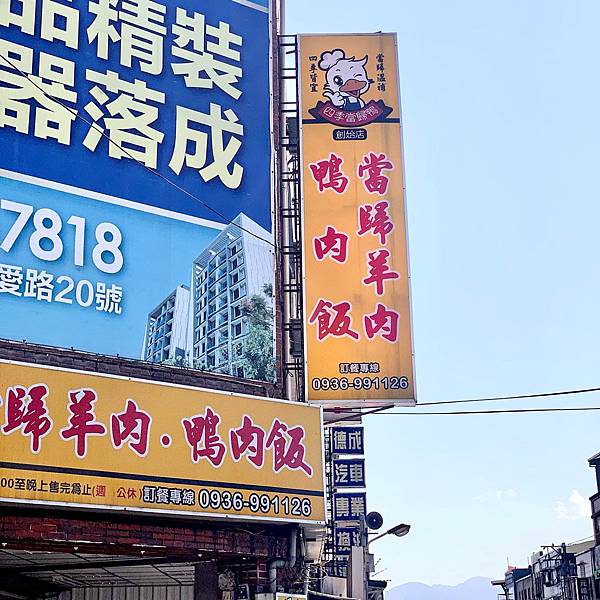 品精裝
器落成
7818
愛路20號
四季皆宜
當歸溫補
四季當歸鴨
創始店
當歸羊肉
鴨肉飯
訂餐專線
0936-991126
歸羊肉·鴨肉飯
00至晚上售完為止(週 公休)訂餐專線 0936-991126
德成
汽車
專業